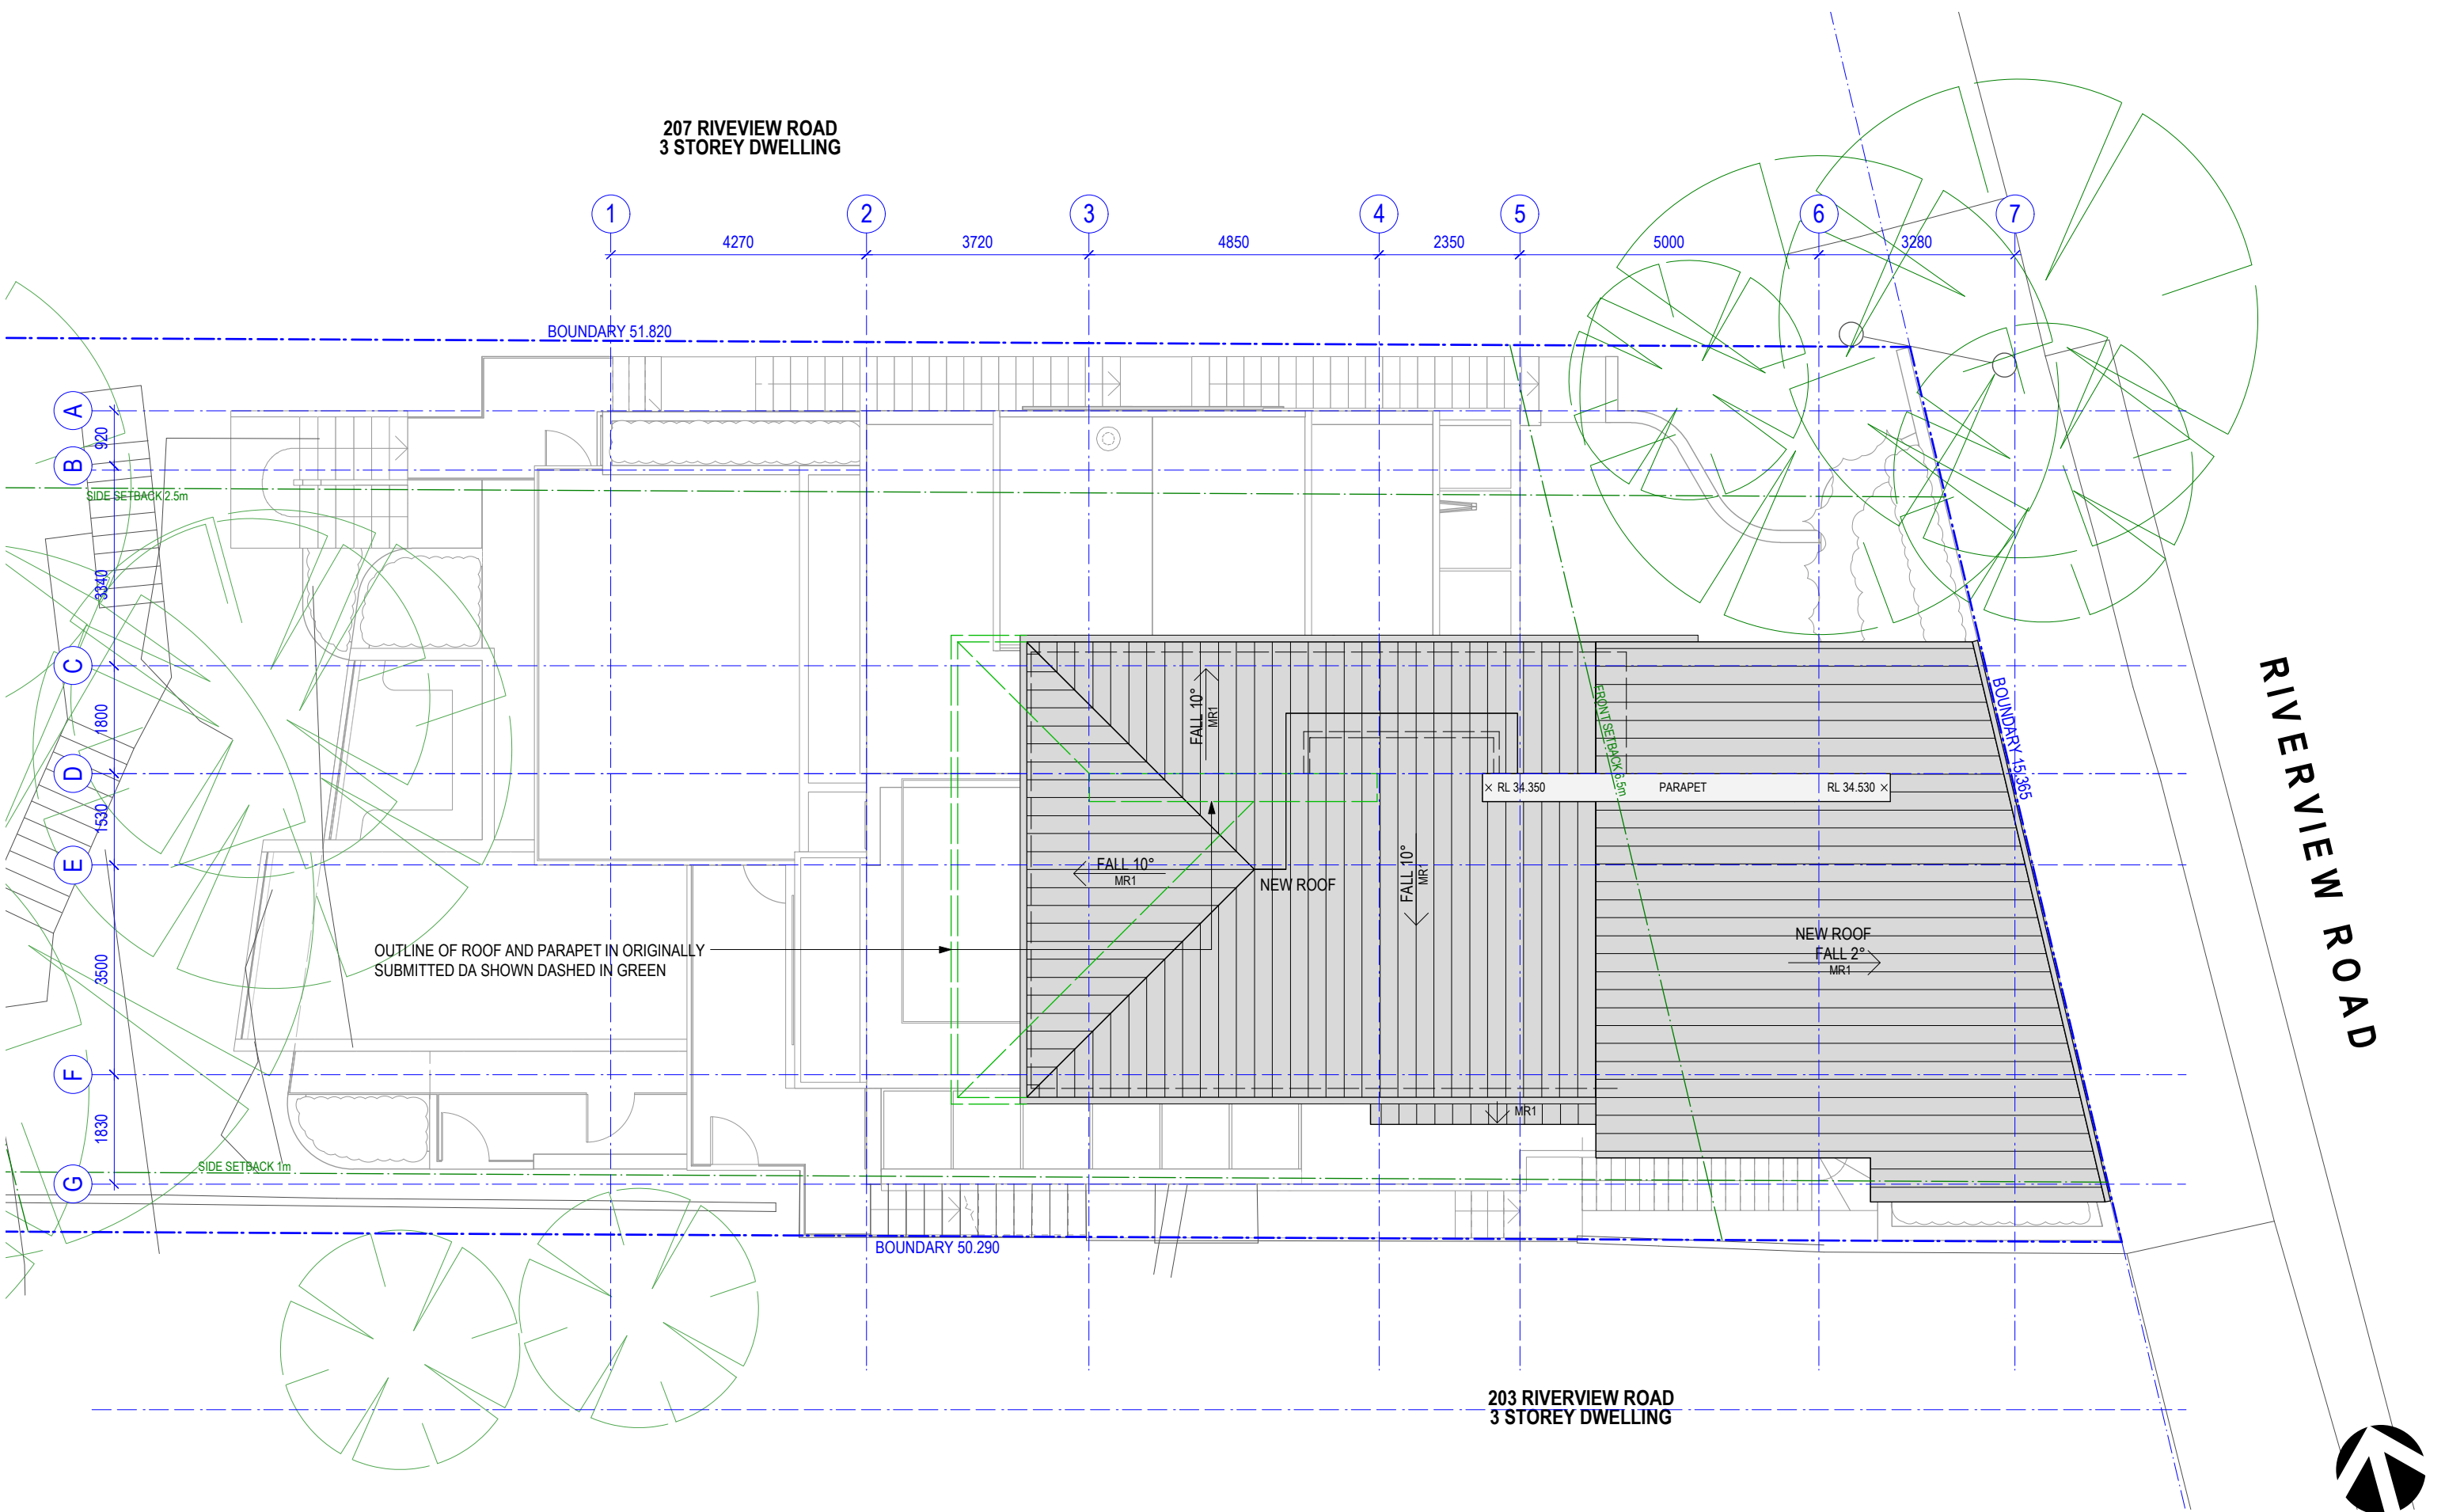 207 RIVEVIEW ROAD
3 STOREY DWELLING
1
2
3
4
5
6
7
4270
3720
4850
2350
5000
3280
BOUNDARY 51.820
A
920
B
SIDE SETBACK 2.5m
3340
C
1800
D
1530
E
3500
F
1830
G
FALL 10°
MR1
FRONT SETBACK 6.5m
BOUNDARY 15.365
RIVERVIEW ROAD
× RL 34.350
PARAPET
RL 34.530 ×
FALL 10°
MR1
NEW ROOF
FALL 10°
MR1
NEW ROOF
FALL 2°
MR1
OUTLINE OF ROOF AND PARAPET IN ORIGINALLY
SUBMITTED DA SHOWN DASHED IN GREEN
MR1
SIDE SETBACK 1m
BOUNDARY 50.290
203 RIVERVIEW ROAD
3 STOREY DWELLING